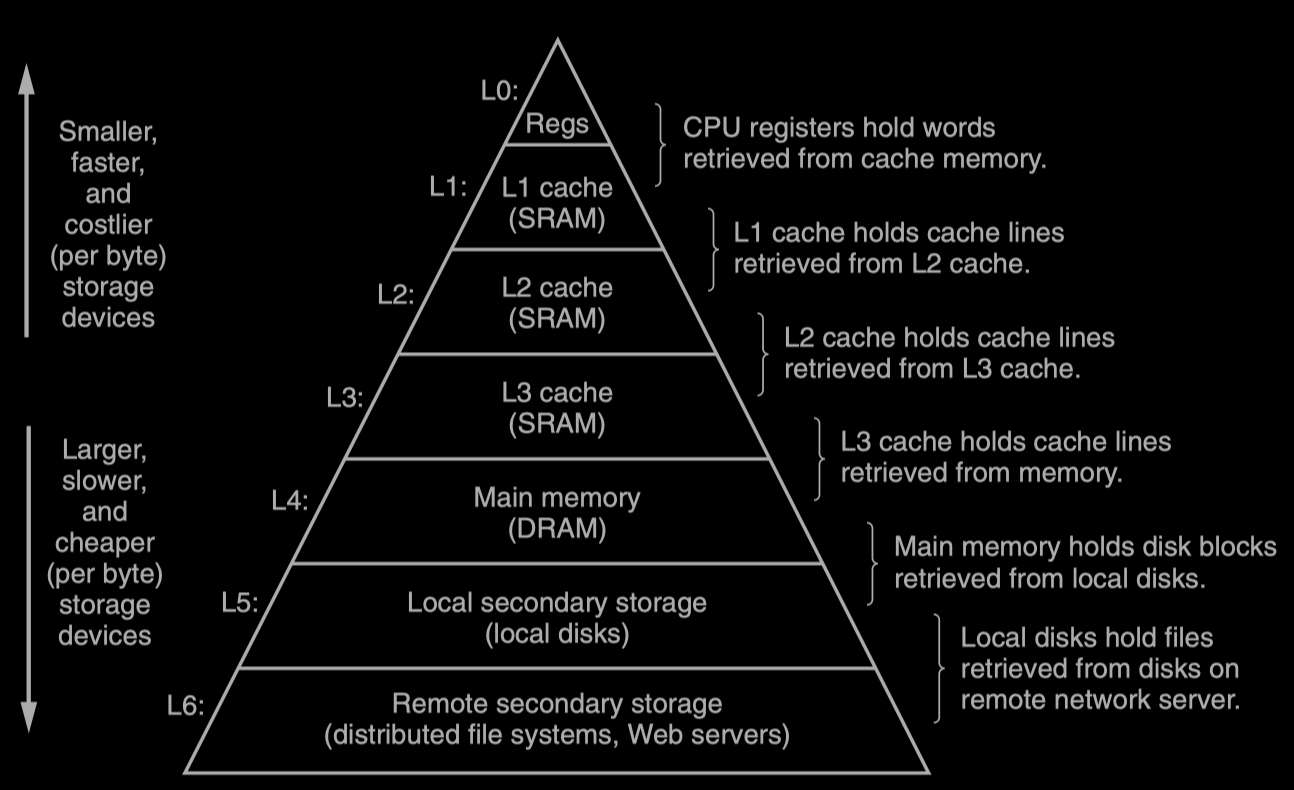 L0:
Regs
CPU registers hold words
retrieved from cache memory.
Smaller,
faster,
and
costlier
(per byte)
storage
devices
L1:
L1 cache
(SRAM)
L1 cache holds cache lines
retrieved from L2 cache.
L2:
L2 cache
(SRAM)
L2 cache holds cache lines
retrieved from L3 cache.
L3:
L3 cache
(SRAM)
L3 cache holds cache lines
retrieved from memory.
Larger,
slower,
and
cheaper
(per byte)
storage
devices
L4:
Main memory
(DRAM)
Main memory holds disk blocks
retrieved from local disks.
L5:
Local secondary storage
(local disks)
Local disks hold files
retrieved from disks on
remote network server.
L6:
Remote secondary storage
(distributed file systems, Web servers)